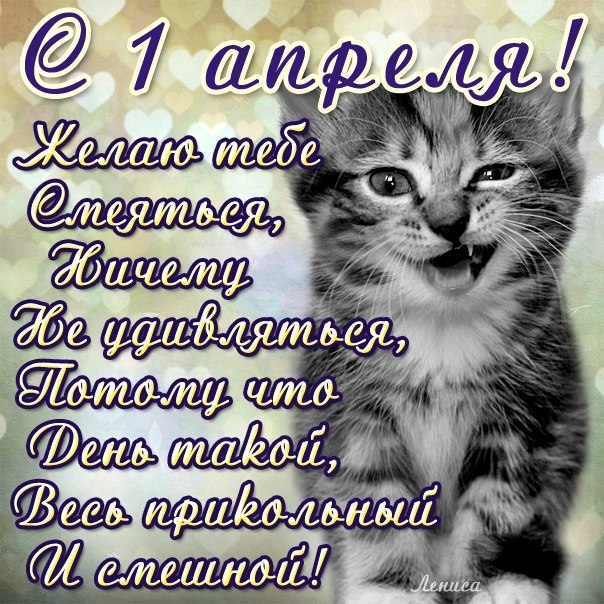 С 1 апреля!
Желаю тебе
Смеяться,
Ничему
Не удивляться,
Потому что
День такой,
Весь прикольный
И смешной!
Лениса